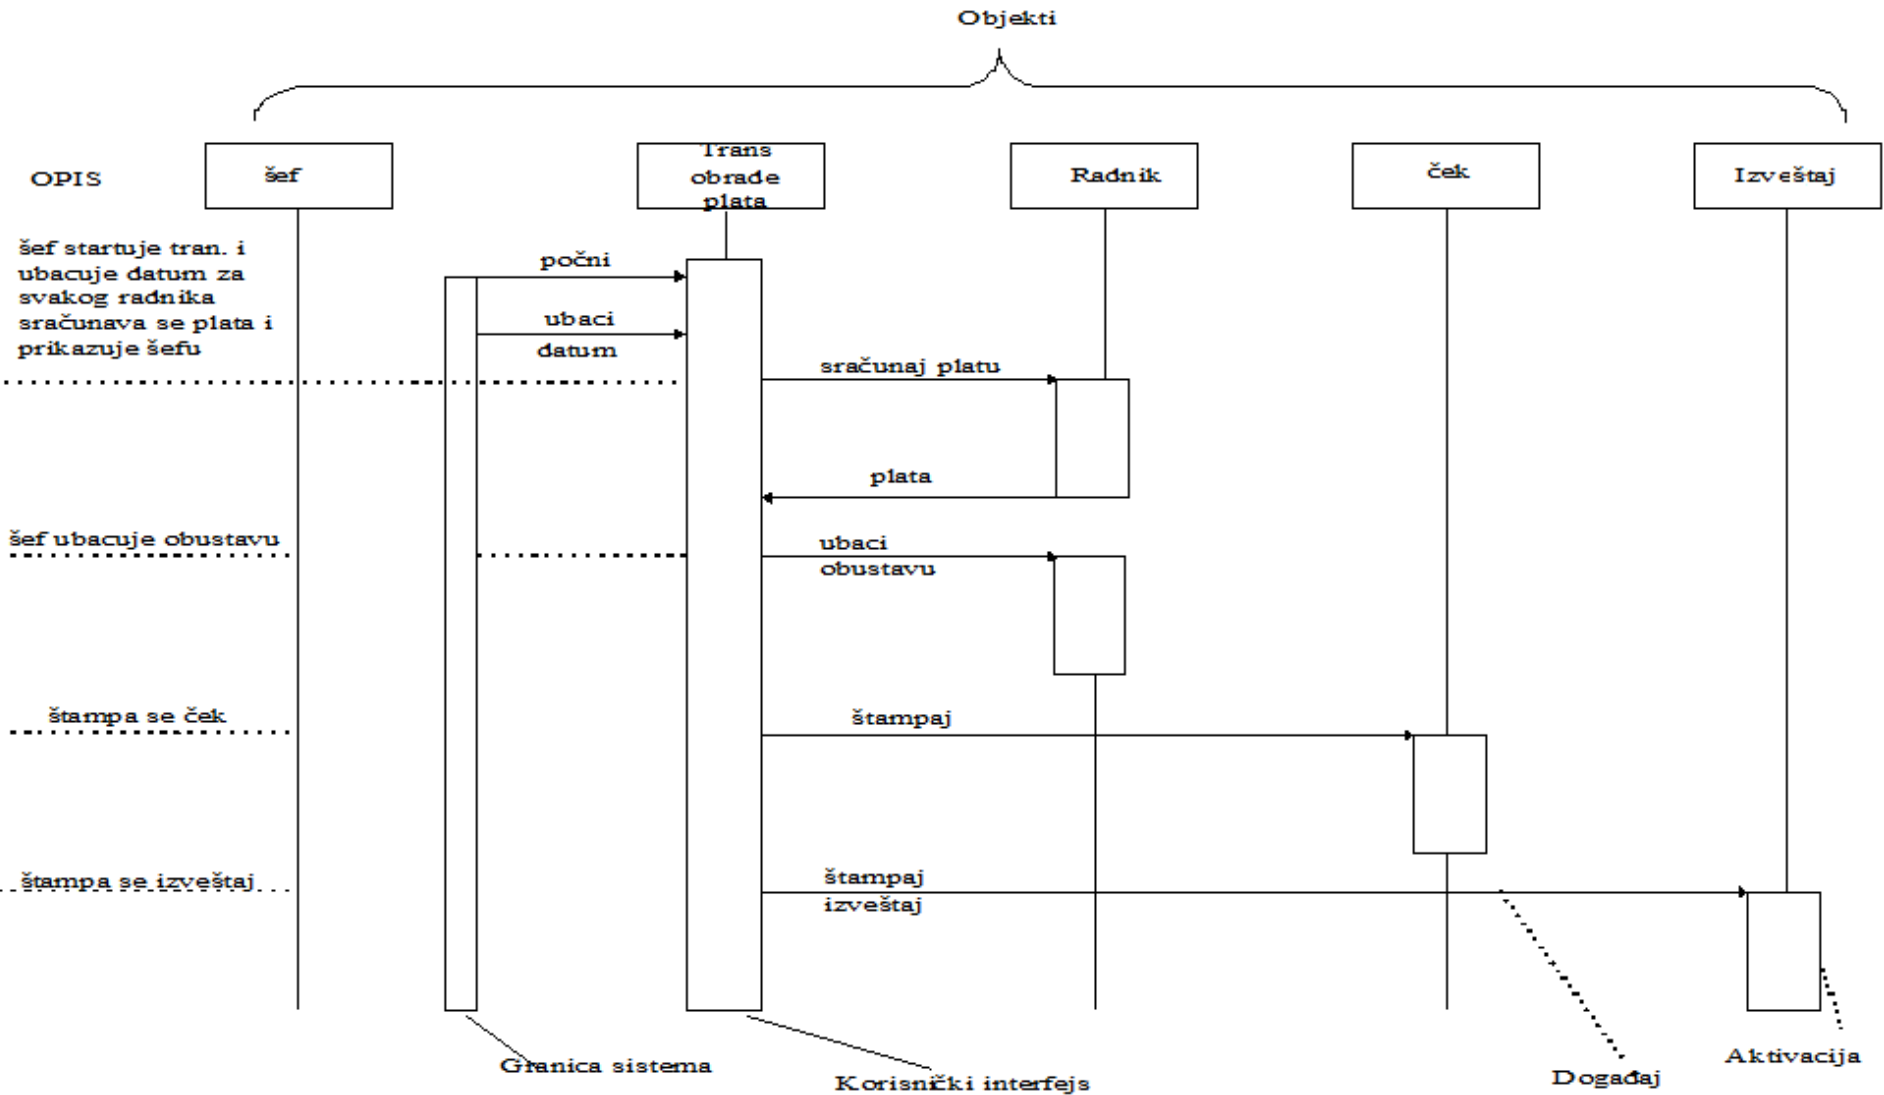 Objekti
OPIS
šef
Trans
obrade
plata
Radnik
ček
Izveštaj
šef startuje tran. i
ubacuje datum za
svakog radnika
sračunava se plata i
prikazuje šefu
počni
ubaci
datum
sračunaj platu
plata
šef ubacuje obustavu
ubaci
obustavu
štampa se ček
štampaj
štampa se izveštaj
štampaj
izveštaj
Granica sistema
Korisnički interfejs
Događaj
Aktivacija